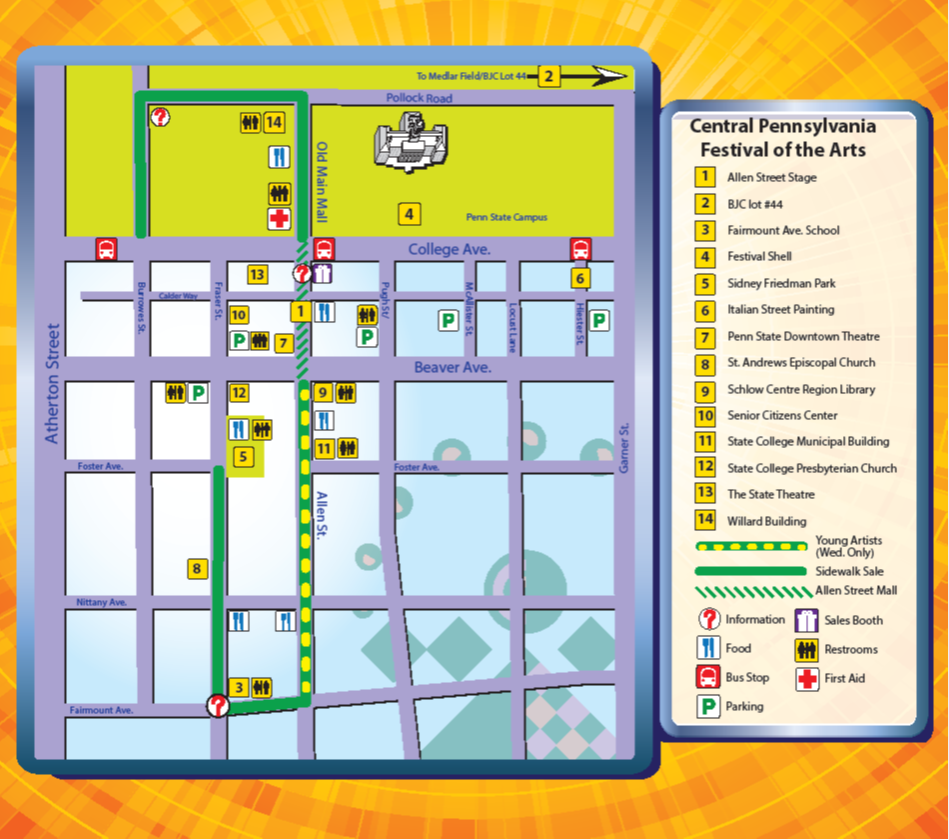 To Medlar Field/BJC Lot 44
2
Pollock Road
?
14
Old Main Mall
4
Penn State Campus
College Ave.
13
?
6
Calder Way
Burrowes St.
Fraser St.
10
1
Pugh St/
McAllister St.
Locust Lane
Hiester St.
P
P
P
7
P
Beaver Ave.
Atherton Street
P
12
9
5
11
Garner St.
Foster Ave.
Foster Ave.
Allen St.
8
Nittany Ave.
3
?
Fairmount Ave.
Central Pennsylvania
Festival of the Arts
1 Allen Street Stage
2 BJC lot #44
3 Fairmount Ave. School
4 Festival Shell
5 Sidney Friedman Park
6 Italian Street Painting
7 Penn State Downtown Theatre
8 St. Andrews Episcopal Church
9 Schlow Centre Region Library
10 Senior Citizens Center
11 State College Municipal Building
12 State College Presbyterian Church
13 The State Theatre
14 Willard Building
Young Artists
(Wed. Only)
Sidewalk Sale
Allen Street Mall
? Information
Sales Booth
Food
Restrooms
Bus Stop
First Aid
P Parking